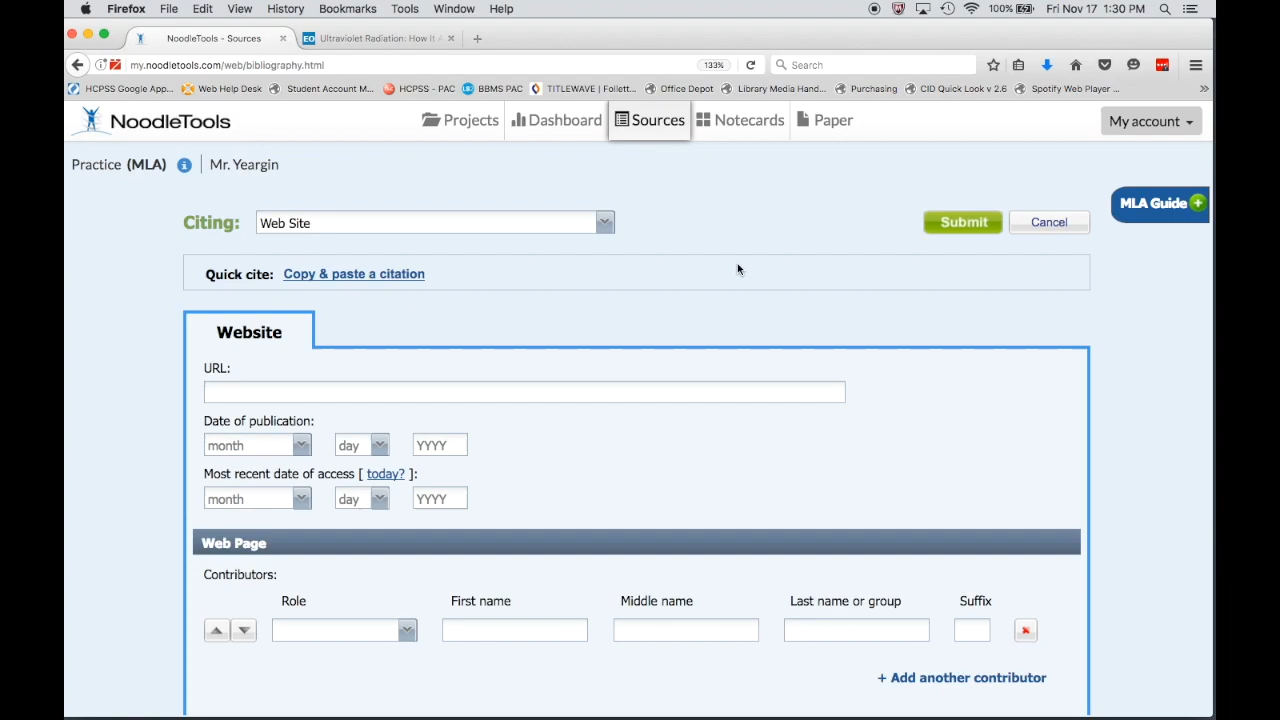 Firefox File Edit View History Bookmarks Tools Window Help 100% Fri Nov 17 1:30 PM
NoodleTools - Sources Ultraviolet Radiation: How It A
my.noodletools.com/web/bibliography.html 133% Search
HCPSS Google App... Web Help Desk Student Account M... HCPSS - PAC BBMS PAC TITLEWAVE | Follett... Office Depot Library Media Hand... Purchasing CID Quick Look v 2.6 Spotify Web Player ...
NoodleTools Projects Dashboard Sources Notecards Paper My account
Practice (MLA) Mr. Yeargin
MLA Guide
Citing: Web Site Submit Cancel
Quick cite: Copy & paste a citation
Website
URL:
Date of publication:
month day YYYY
Most recent date of access [ today? ]:
month day YYYY
Web Page
Contributors:
Role First name Middle name Last name or group Suffix
+ Add another contributor